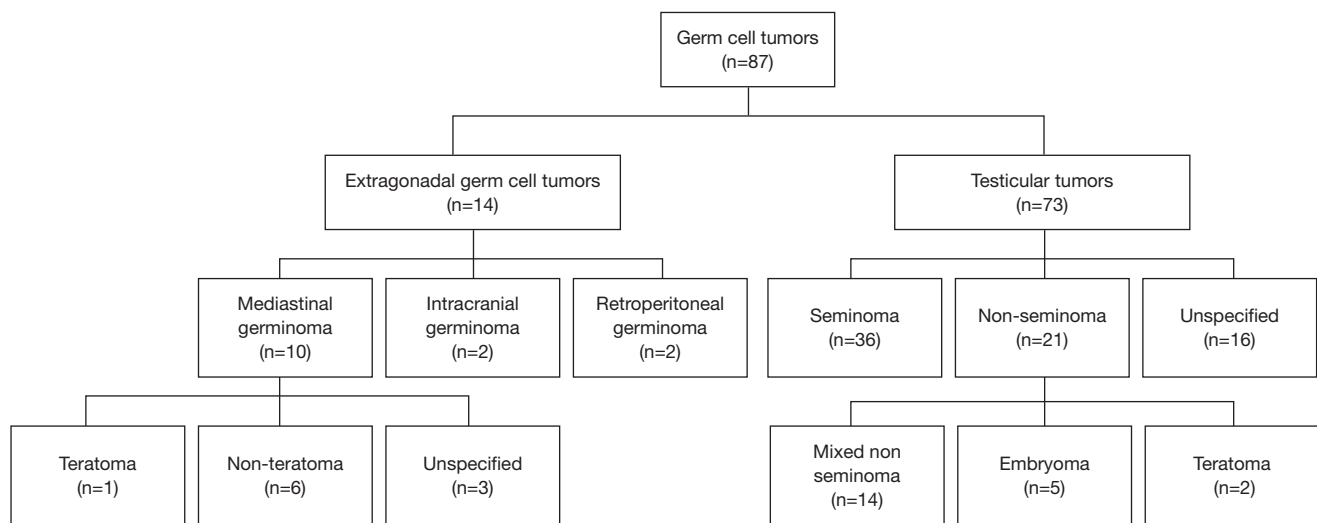 Germ cell tumors
(n=87)
Extragonadal germ cell tumors
(n=14)
Testicular tumors
(n=73)
Mediastinal
germinoma
(n=10)
Intracranial
germinoma
(n=2)
Retroperitoneal
germinoma
(n=2)
Seminoma
(n=36)
Non-seminoma
(n=21)
Unspecified
(n=16)
Teratoma
(n=1)
Non-teratoma
(n=6)
Unspecified
(n=3)
Mixed non
seminoma
(n=14)
Embryoma
(n=5)
Teratoma
(n=2)